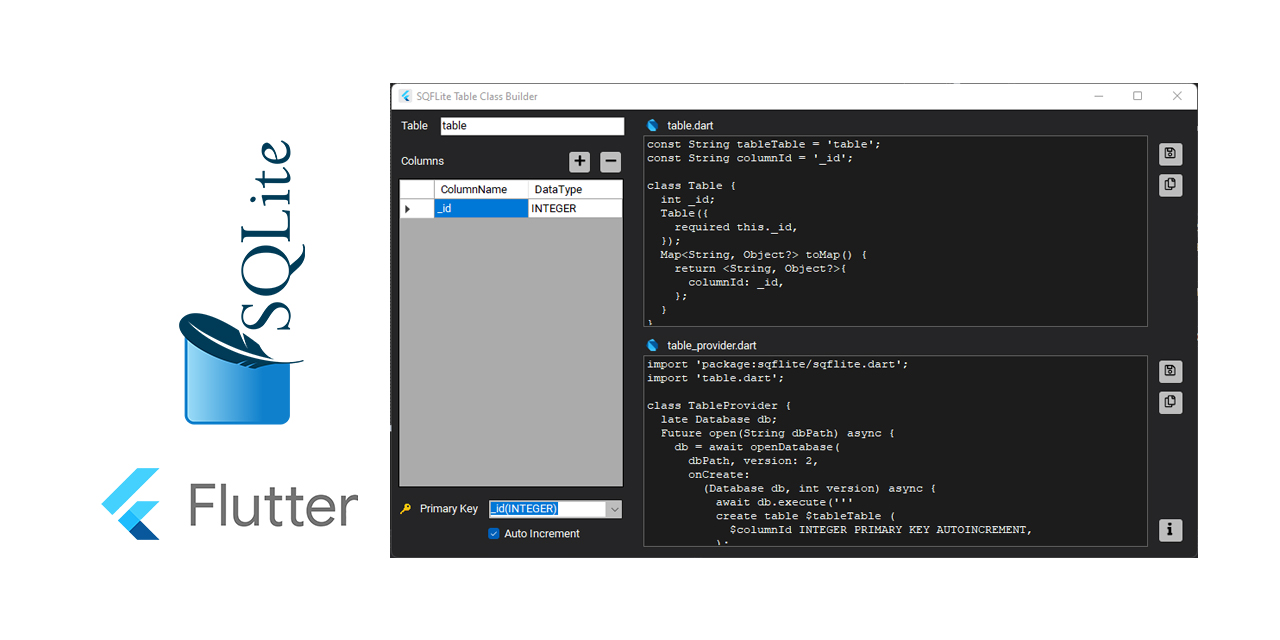 SQLite
Flutter
SQFLite Table Class Builder
Table
table
Columns
ColumnName
DataType
_id
INTEGER
Primary Key
_id(INTEGER)
Auto Increment
table.dart
const String tableTable = 'table';
const String columnId = '_id';
class Table {
int _id;
Table({
required this._id,
});
Map<String, Object?> toMap() {
return <String, Object?>{
columnId: _id,
};
}
}
table_provider.dart
import 'package:sqflite/sqflite.dart';
import 'table.dart';
class TableProvider {
late Database db;
Future open(String dbPath) async {
db = await openDatabase(
dbPath, version: 2,
onCreate:
(Database db, int version) async {
await db.execute('''
create table $tableTable (
$columnId INTEGER PRIMARY KEY AUTOINCREMENT,